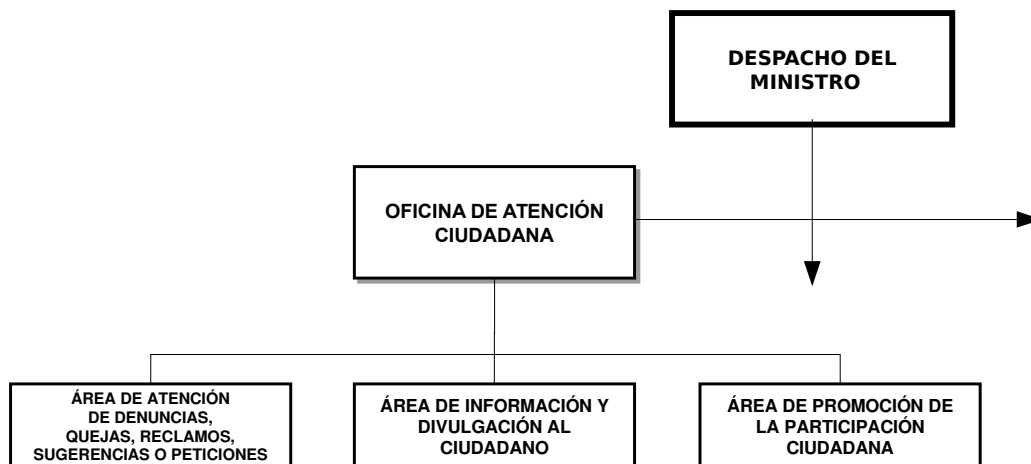 DESPACHO DEL
MINISTRO
OFICINA DE ATENCIÓN
CIUDADANA
ÁREA DE ATENCIÓN
DE DENUNCIAS,
QUEJAS, RECLAMOS,
SUGERENCIAS O PETICIONES
ÁREA DE INFORMACIÓN Y
DIVULGACIÓN AL
CIUDADANO
ÁREA DE PROMOCIÓN DE
LA PARTICIPACIÓN
CIUDADANA